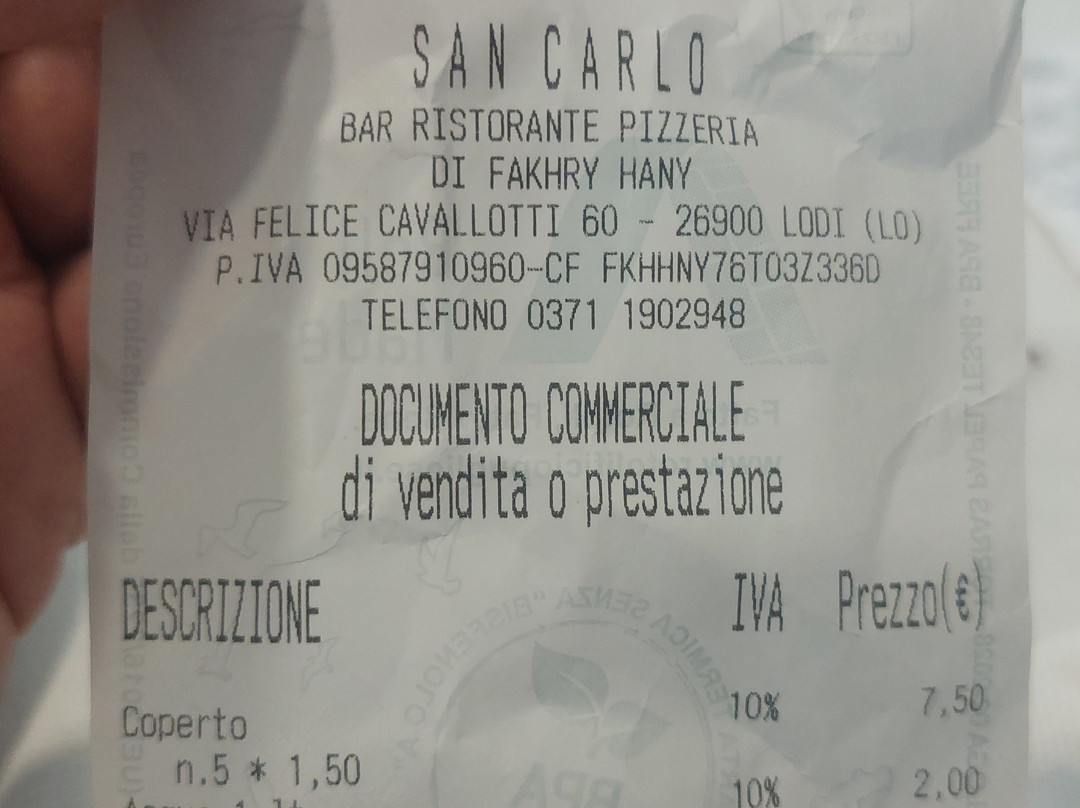 SAN CARLO
BAR RISTORANTE PIZZERIA
DI FAKHRY HANY
VIA FELICE CAVALLOTTI 60 - 26900 LODI (LO)
P.IVA 09587910960-CF FKHHNY76T03Z336D
TELEFONO 0371 1902948
DOCUMENTO COMMERCIALE
di vendita o prestazione
DESCRIZIONE IVA Prezzo(€)
Coperto 10% 7,50
n.5 * 1,50
10% 2,00